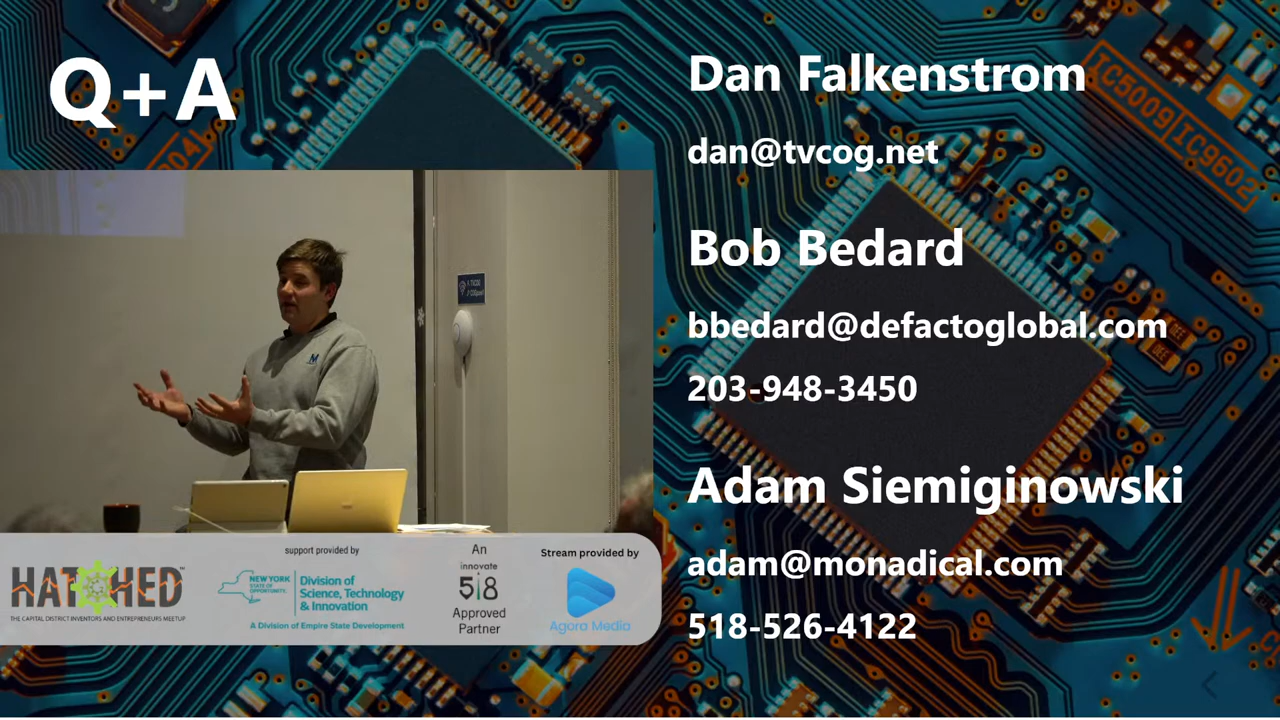 Q+A
Dan Falkenstrom
dan@tvcog.net
Bob Bedard
bbedard@defactoglobal.com
203-948-3450
Adam Siemiginowski
adam@monadical.com
518-526-4122
IC5009
IC9602
M
HATCHED
THE CAPITAL DISTRICT INVENTORS AND ENTREPRENEURS MEETUP
support provided by
NEW YORK
STATE OF
OPPORTUNITY.
Division of
Science, Technology
& Innovation
A Division of Empire State Development
An
innovate
518
Approved
Partner
Stream provided by
Agora Media